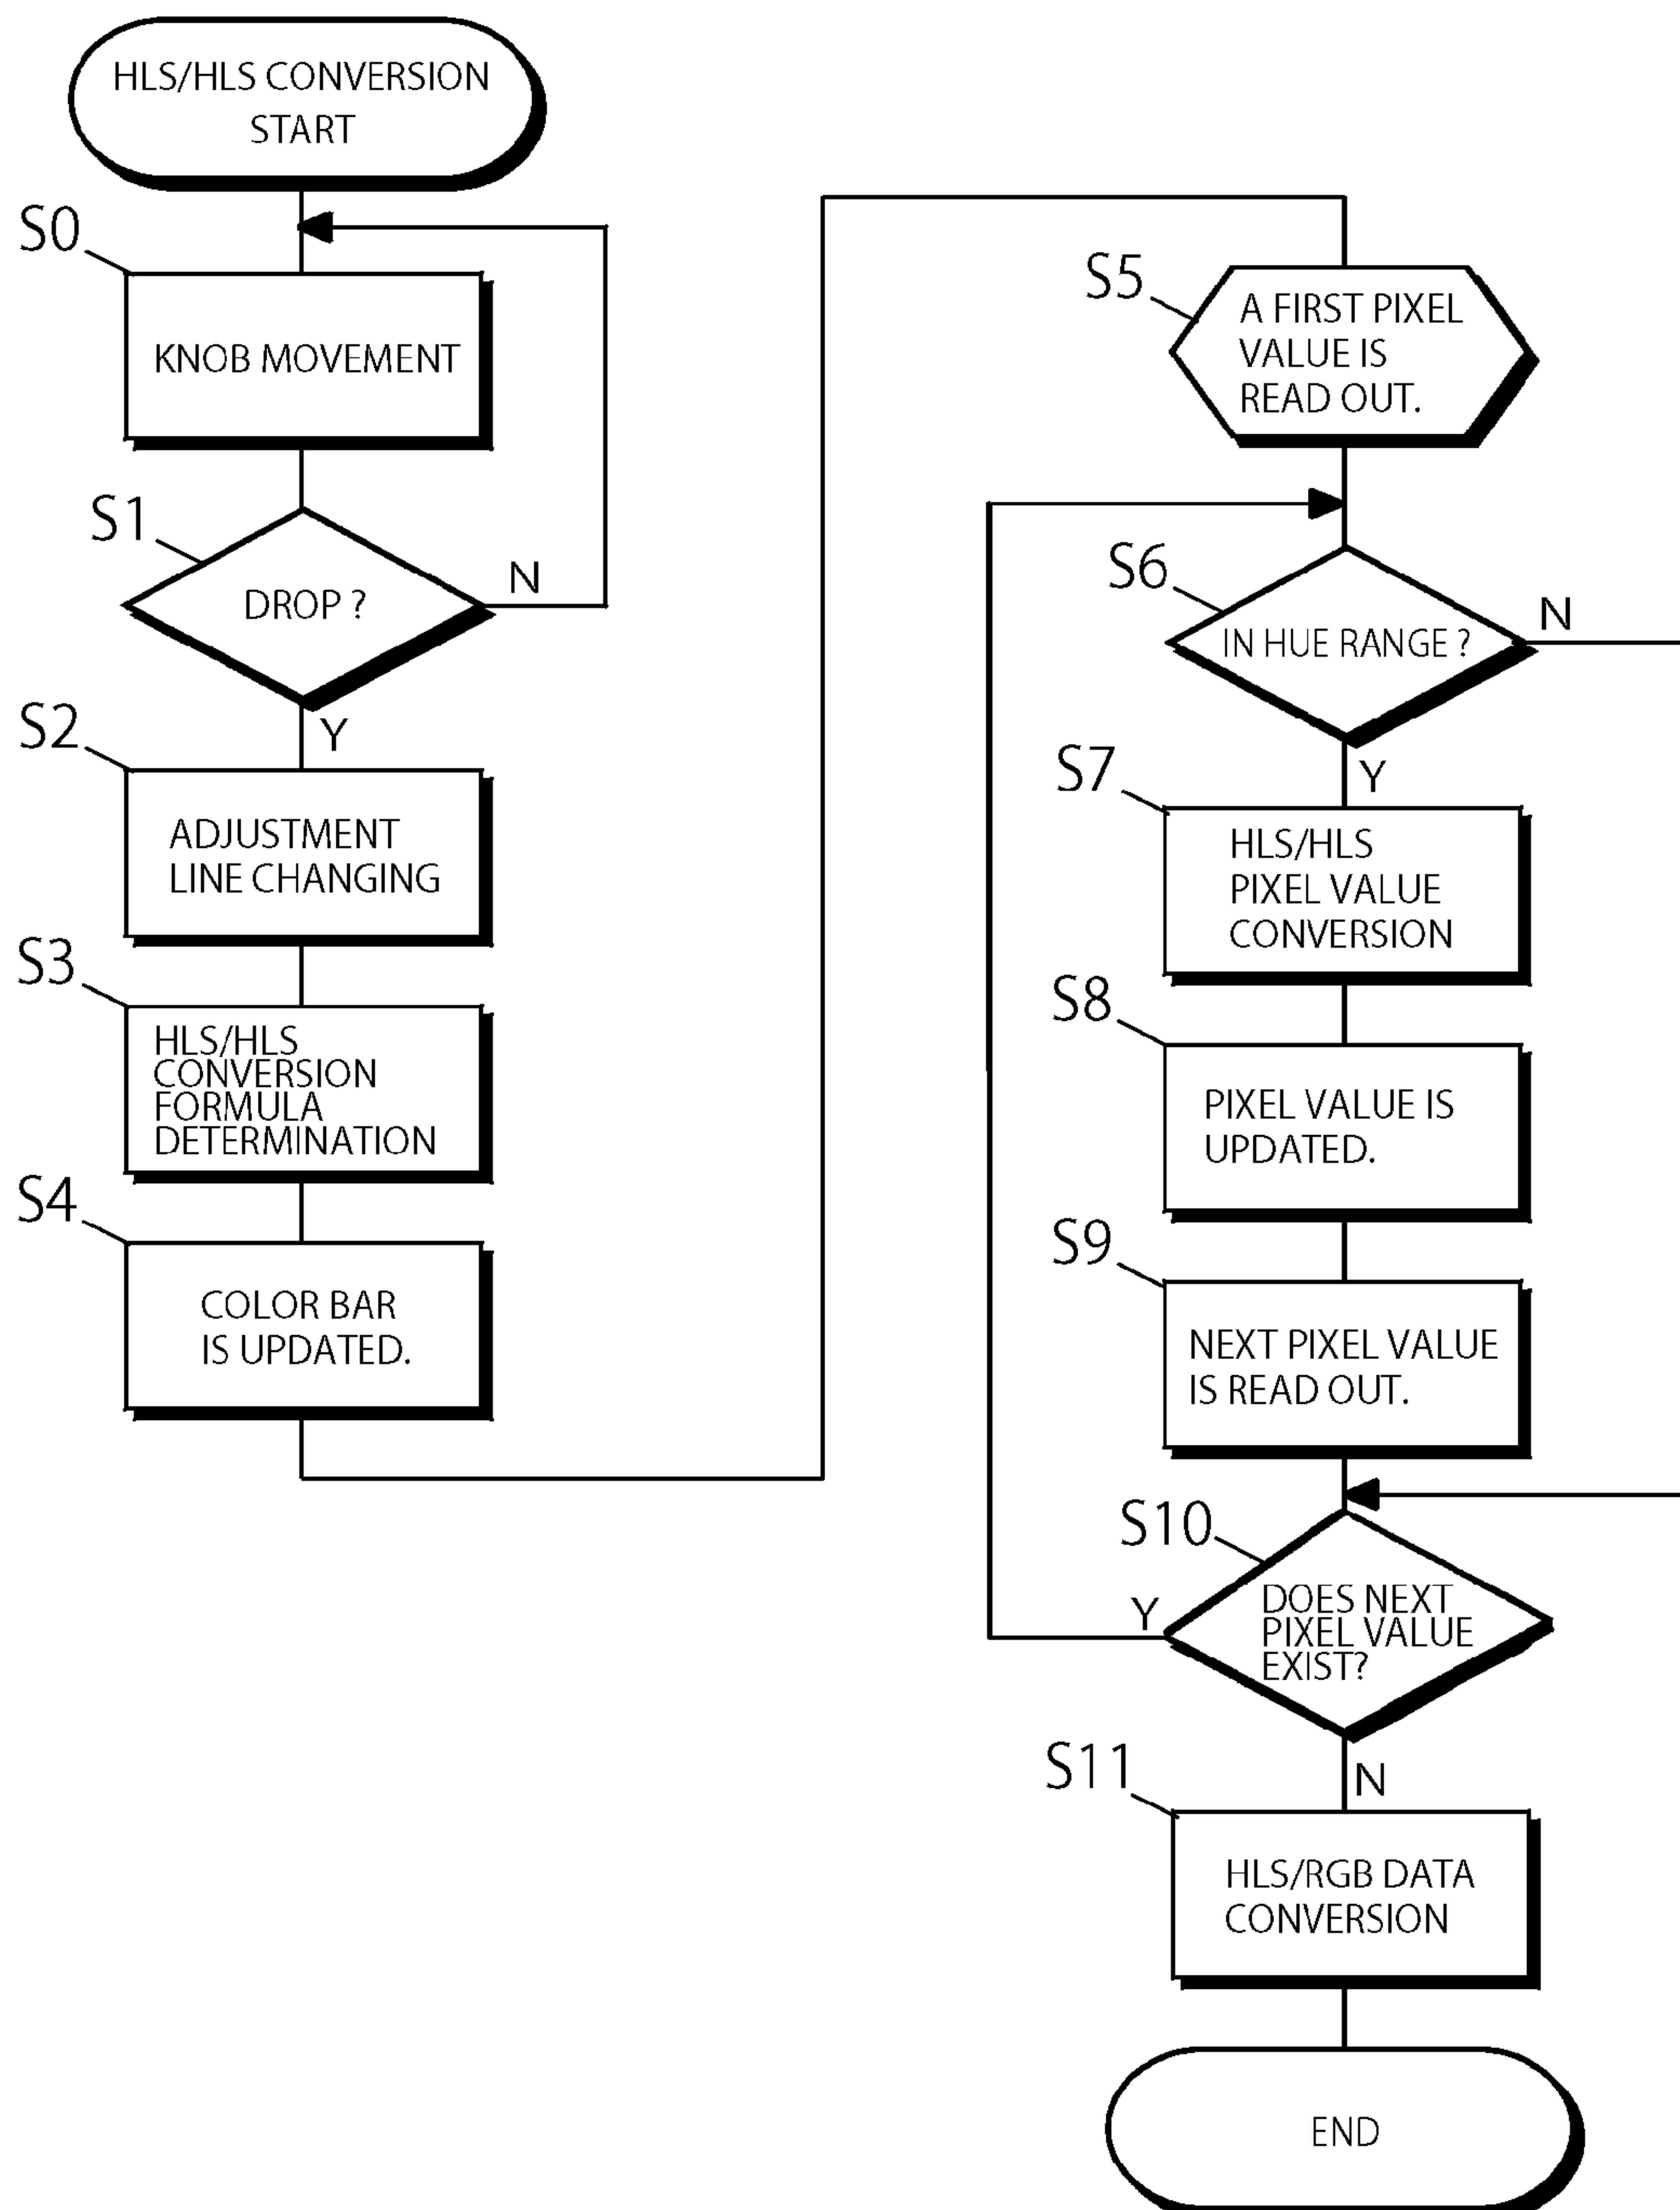 HLS/HLS CONVERSION
START
S0
KNOB MOVEMENT
S1
DROP ?
N
Y
S2
ADJUSTMENT
LINE CHANGING
S3
HLS/HLS
CONVERSION
FORMULA
DETERMINATION
S4
COLOR BAR
IS UPDATED.
S5
A FIRST PIXEL
VALUE IS
READ OUT.
S6
IN HUE RANGE ?
N
Y
S7
HLS/HLS
PIXEL VALUE
CONVERSION
S8
PIXEL VALUE IS
UPDATED.
S9
NEXT PIXEL VALUE
IS READ OUT.
S10
DOES NEXT
PIXEL VALUE
EXIST?
Y
N
S11
HLS/RGB DATA
CONVERSION
END